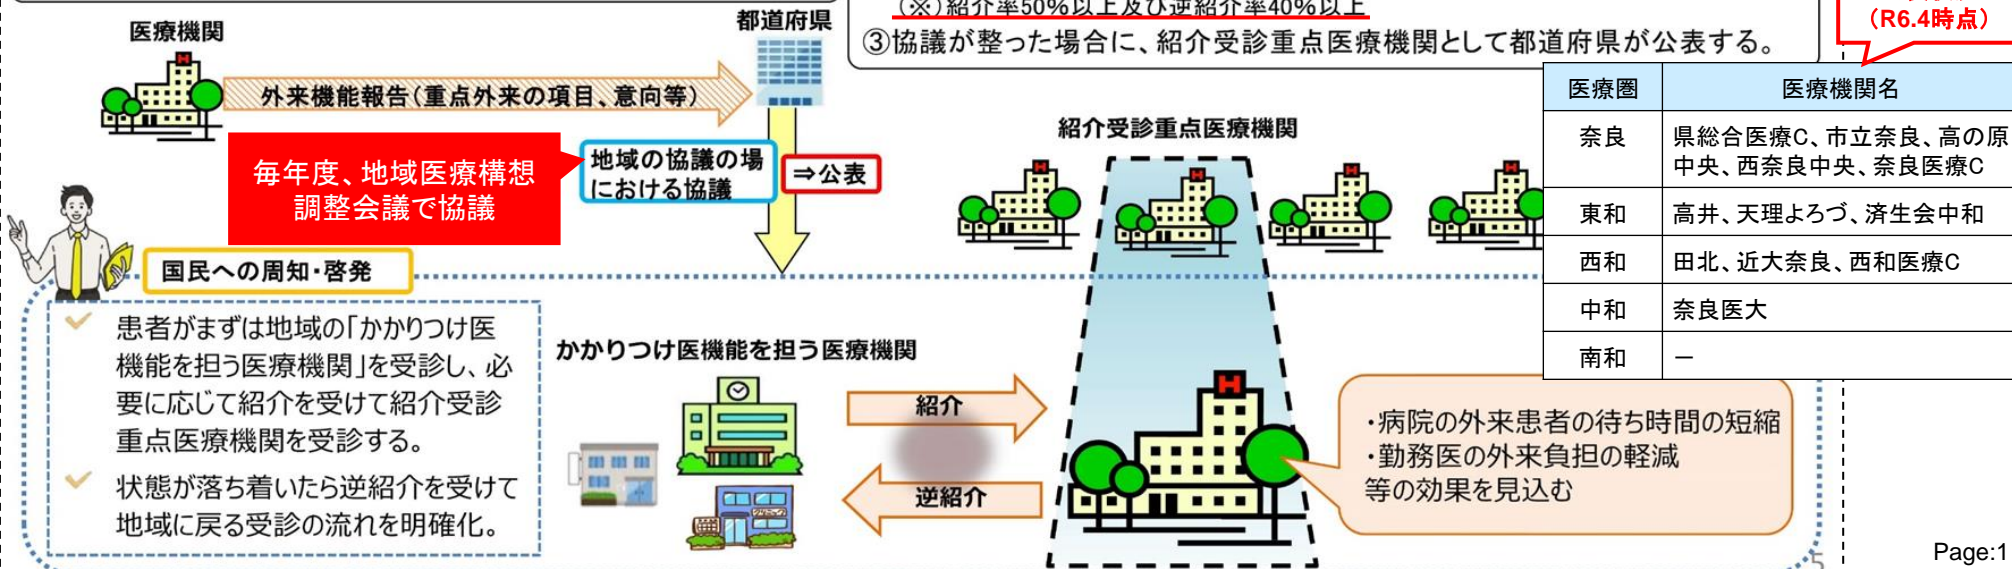 (※)紹介率50%以上及び逆紹介率40%以上
③協議が整った場合に、紹介受診重点医療機関として都道府県が公表する。
(R6.4時点)
医療機関
都道府県
外来機能報告(重点外来の項目、意向等)
毎年度、地域医療構想
調整会議で協議
地域の協議の場
における協議
⇒公表
紹介受診重点医療機関
医療圏 医療機関名
奈良 県総合医療C、市立奈良、高の原
中央、西奈良中央、奈良医療C
東和 高井、天理よろづ、済生会中和
西和 田北、近大奈良、西和医療C
中和 奈良医大
南和 －
国民への周知・啓発
患者がまずは地域の「かかりつけ医
機能を担う医療機関」を受診し、必
要に応じて紹介を受けて紹介受診
重点医療機関を受診する。
状態が落ち着いたら逆紹介を受けて
地域に戻る受診の流れを明確化。
かかりつけ医機能を担う医療機関
紹介
逆紹介
・病院の外来患者の待ち時間の短縮
・勤務医の外来負担の軽減
等の効果を見込む
5
Page:1